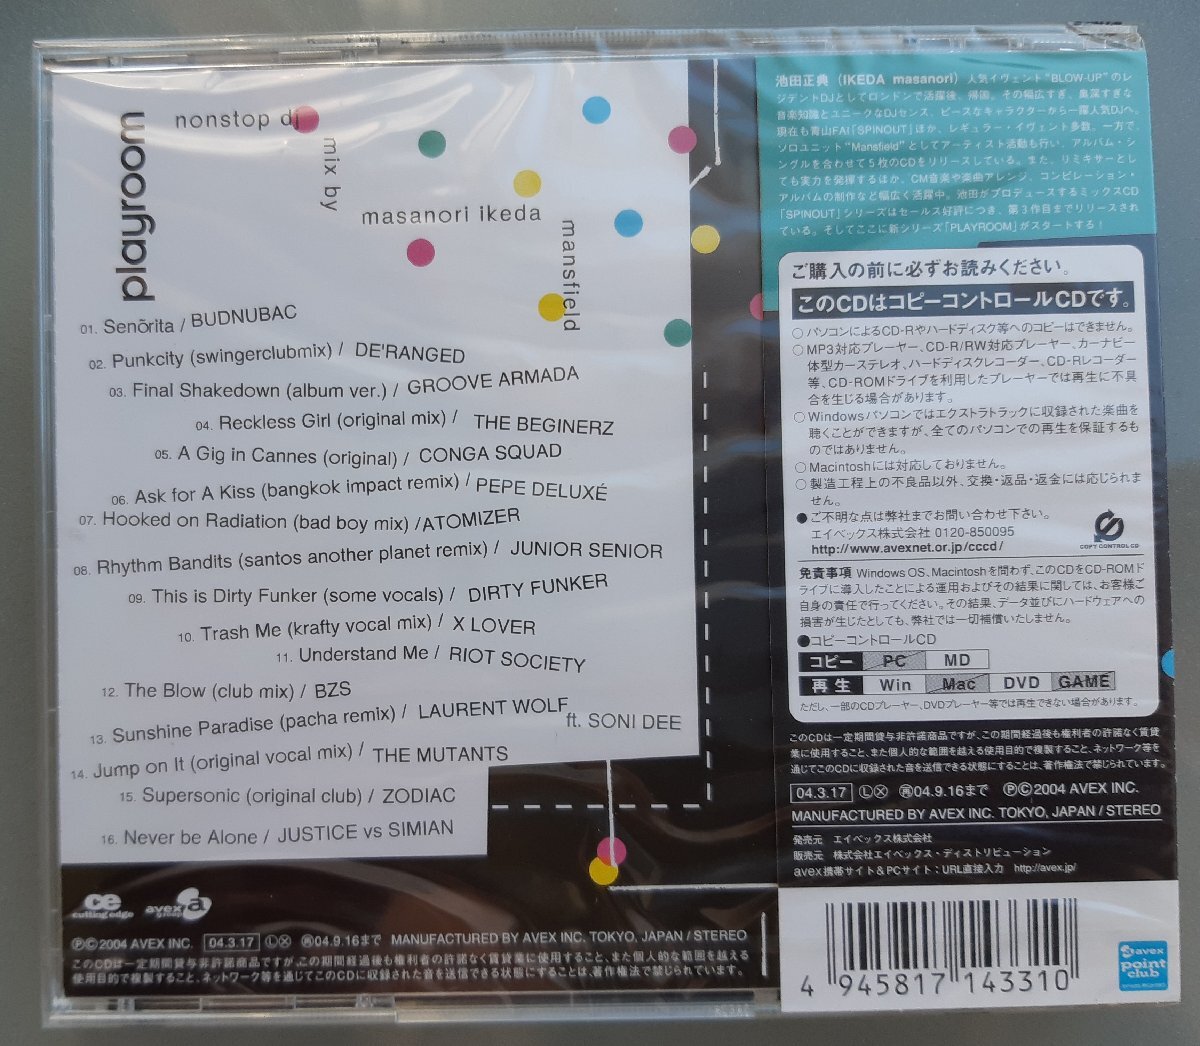 playroom
nonstop dj
mix by
masanori ikeda
mansfield
01. Senõrita / BUDNUBAC
02. Punkcity (swingerclubmix) / DE'RANGED
03. Final Shakedown (album ver.) / GROOVE ARMADA
04. Reckless Girl (original mix) / THE BEGINERZ
05. A Gig in Cannes (original) / CONGA SQUAD
06. Ask for A Kiss (bangkok impact remix) / PEPE DELUXÉ
07. Hooked on Radiation (bad boy mix) /ATOMIZER
08. Rhythm Bandits (santos another planet remix) / JUNIOR SENIOR
09. This is Dirty Funker (some vocals) / DIRTY FUNKER
10. Trash Me (krafty vocal mix) / X LOVER
11. Understand Me / RIOT SOCIETY
12. The Blow (club mix) / BZS
13. Sunshine Paradise (pacha remix) / LAURENT WOLF
ft. SONI DEE
14. Jump on It (original vocal mix) / THE MUTANTS
15. Supersonic (original club) / ZODIAC
16. Never be Alone / JUSTICE vs SIMIAN
ce
cutting edge
avex group
a
ⓅⒸ2004 AVEX INC. 04.3.17 Ⓛⓧ ㊢04.9.16まで MANUFACTURED BY AVEX INC. TOKYO, JAPAN / STEREO
このCDは一定期間貸与非許諾商品ですが、この期間経過後も権利者の許諾なく賃貸業に使用すること、また個人的な範囲を越える
使用目的で複製すること、ネットワーク等を通じてこのCDに収録された音を送信できる状態にすることは、著作権法で禁じられています。
池田正典(IKEDA masanori)人気イヴェント"BLOW-UP"のレ
ジデントDJとしてロンドンで活躍後、帰国。その幅広すぎ、奥深すぎな
音楽知識とユニークなDJセンス、ピースなキャラクターから一躍人気DJへ。
現在も青山FAI「SPINOUT」ほか、レギュラー・イヴェント多数。一方で、
ソロユニット"Mansfield"としてアーティスト活動も行い、アルバム・シ
ングルを合わせて5枚のCDをリリースしている。また、リミキサーとし
ても実力を発揮するほか、CM音楽や楽曲アレンジ、コンピレーション・
アルバムの制作など幅広く活躍中。池田がプロデュースするミックスCD
「SPINOUT」シリーズはセールス好評につき、第3作目までリリースされ
ている。そしてここに新シリーズ「PLAYROOM」がスタートする!
ご購入の前に必ずお読みください。
このCDはコピーコントロールCDです。
○パソコンによるCD-Rやハードディスク等へのコピーはできません。
○MP3対応プレーヤー、CD-R/RW対応プレーヤー、カーナビ一
体型カーステレオ、ハードディスクレコーダー、CD-Rレコーダー
等、CD-ROMドライブを利用したプレーヤーでは再生に不具
合を生じる場合があります。
○Windowsパソコンではエクストラトラックに収録された楽曲を
聴くことができますが、全てのパソコンでの再生を保証するも
のではありません。
○Macintoshには対応しておりません。
○製造工程上の不良品以外、交換・返品・返金には応じられま
せん。
●ご不明な点は弊社までお問い合わせ下さい。
エイベックス株式会社 0120-850095
http://www.avexnet.or.jp/cccd/
COPY CONTROL CD
免責事項 Windows OS、Macintoshを問わず、このCDをCD-ROMド
ライブに導入したことによる運用およびその結果に関しては、お客様ご
自身の責任で行ってください。その結果、データ並びにハードウェアへの
損害が生じたとしても、弊社では一切補償いたしません。
●コピーコントロールCD
コピー PC MD
再生 Win Mac DVD GAME
ただし、一部のCDプレーヤー、DVDプレーヤー等では再生できない場合があります。
このCDは一定期間貸与非許諾商品ですが、この期間経過後も権利者の許諾なく賃貸
業に使用すること、また個人的な範囲を越える使用目的で複製すること、ネットワーク等を
通じてこのCDに収録された音を送信できる状態にすることは、著作権法で禁じられています。
04.3.17 Ⓛⓧ ㊢04.9.16まで ⓅⒸ2004 AVEX INC.
MANUFACTURED BY AVEX INC. TOKYO, JAPAN / STEREO
発売元 エイベックス株式会社
販売元 株式会社エイベックス・ディストリビューション
avex携帯サイト&PCサイト:URL直接入力 http://avex.jp/
4 945817 143310
avex
point
club